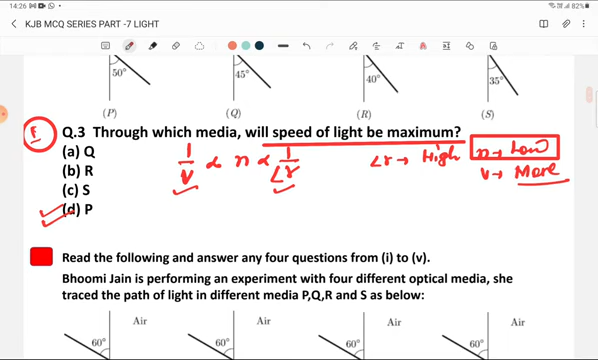 14:26
82%
KJB MCQ SERIES PART -7 LIGHT
50° 45° 40° 35°
(P) (Q) (R) (S)
Q.3 Through which media, will speed of light be maximum?
(a) Q
(b) R
(c) S
(d) P
1/v ∝ n ∝ 1/∠r
∠r → High
n → Low
v → More
Read the following and answer any four questions from (i) to (v).
Bhoomi Jain is performing an experiment with four different optical media, she
traced the path of light in different media P,Q,R and S as below:
Air Air Air Air
60° 60° 60° 60°